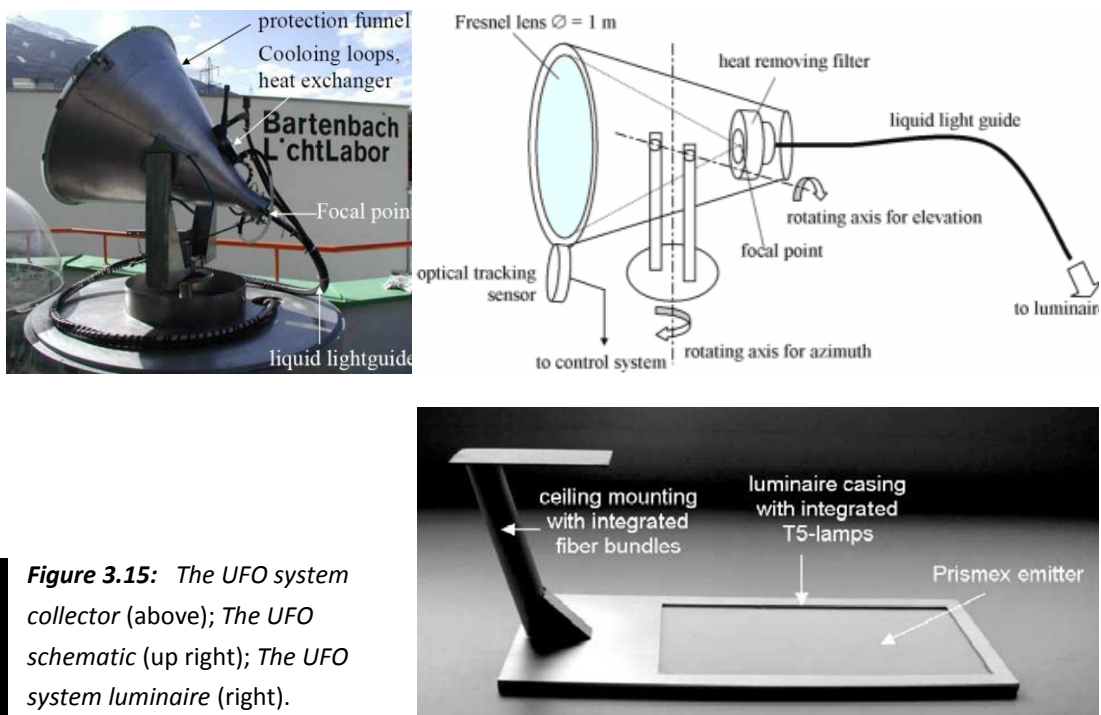 protection funnel
Cooloing loops,
heat exchanger
Bartenbach
L'chtLabor
Focal point
liquid lightguide
Fresnel lens ∅ = 1 m
heat removing filter
liquid light guide
rotating axis for elevation
focal point
optical tracking
sensor
to luminaire
rotating axis for azimuth
to control system
ceiling mounting
with integrated
fiber bundles
luminaire casing
with integrated
T5-lamps
Prismex emitter
Figure 3.15: The UFO system
collector (above); The UFO
schematic (up right); The UFO
system luminaire (right).